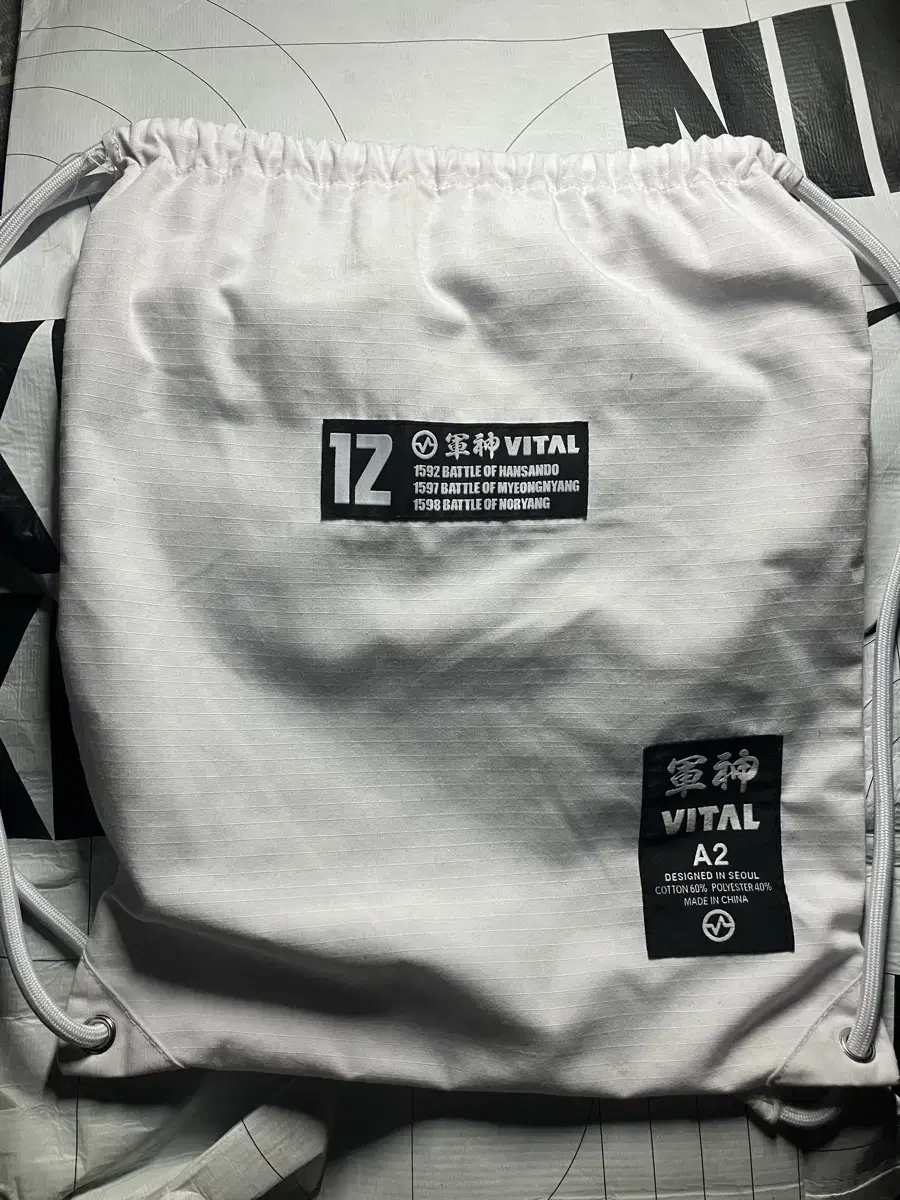 NI
12
軍神 VITAL
1592 BATTLE OF HANSANDO
1597 BATTLE OF MYEONGNYANG
1598 BATTLE OF NORYANG
軍神
VITAL
A2
DESIGNED IN SEOUL
COTTON 60% POLYESTER 40%
MADE IN CHINA